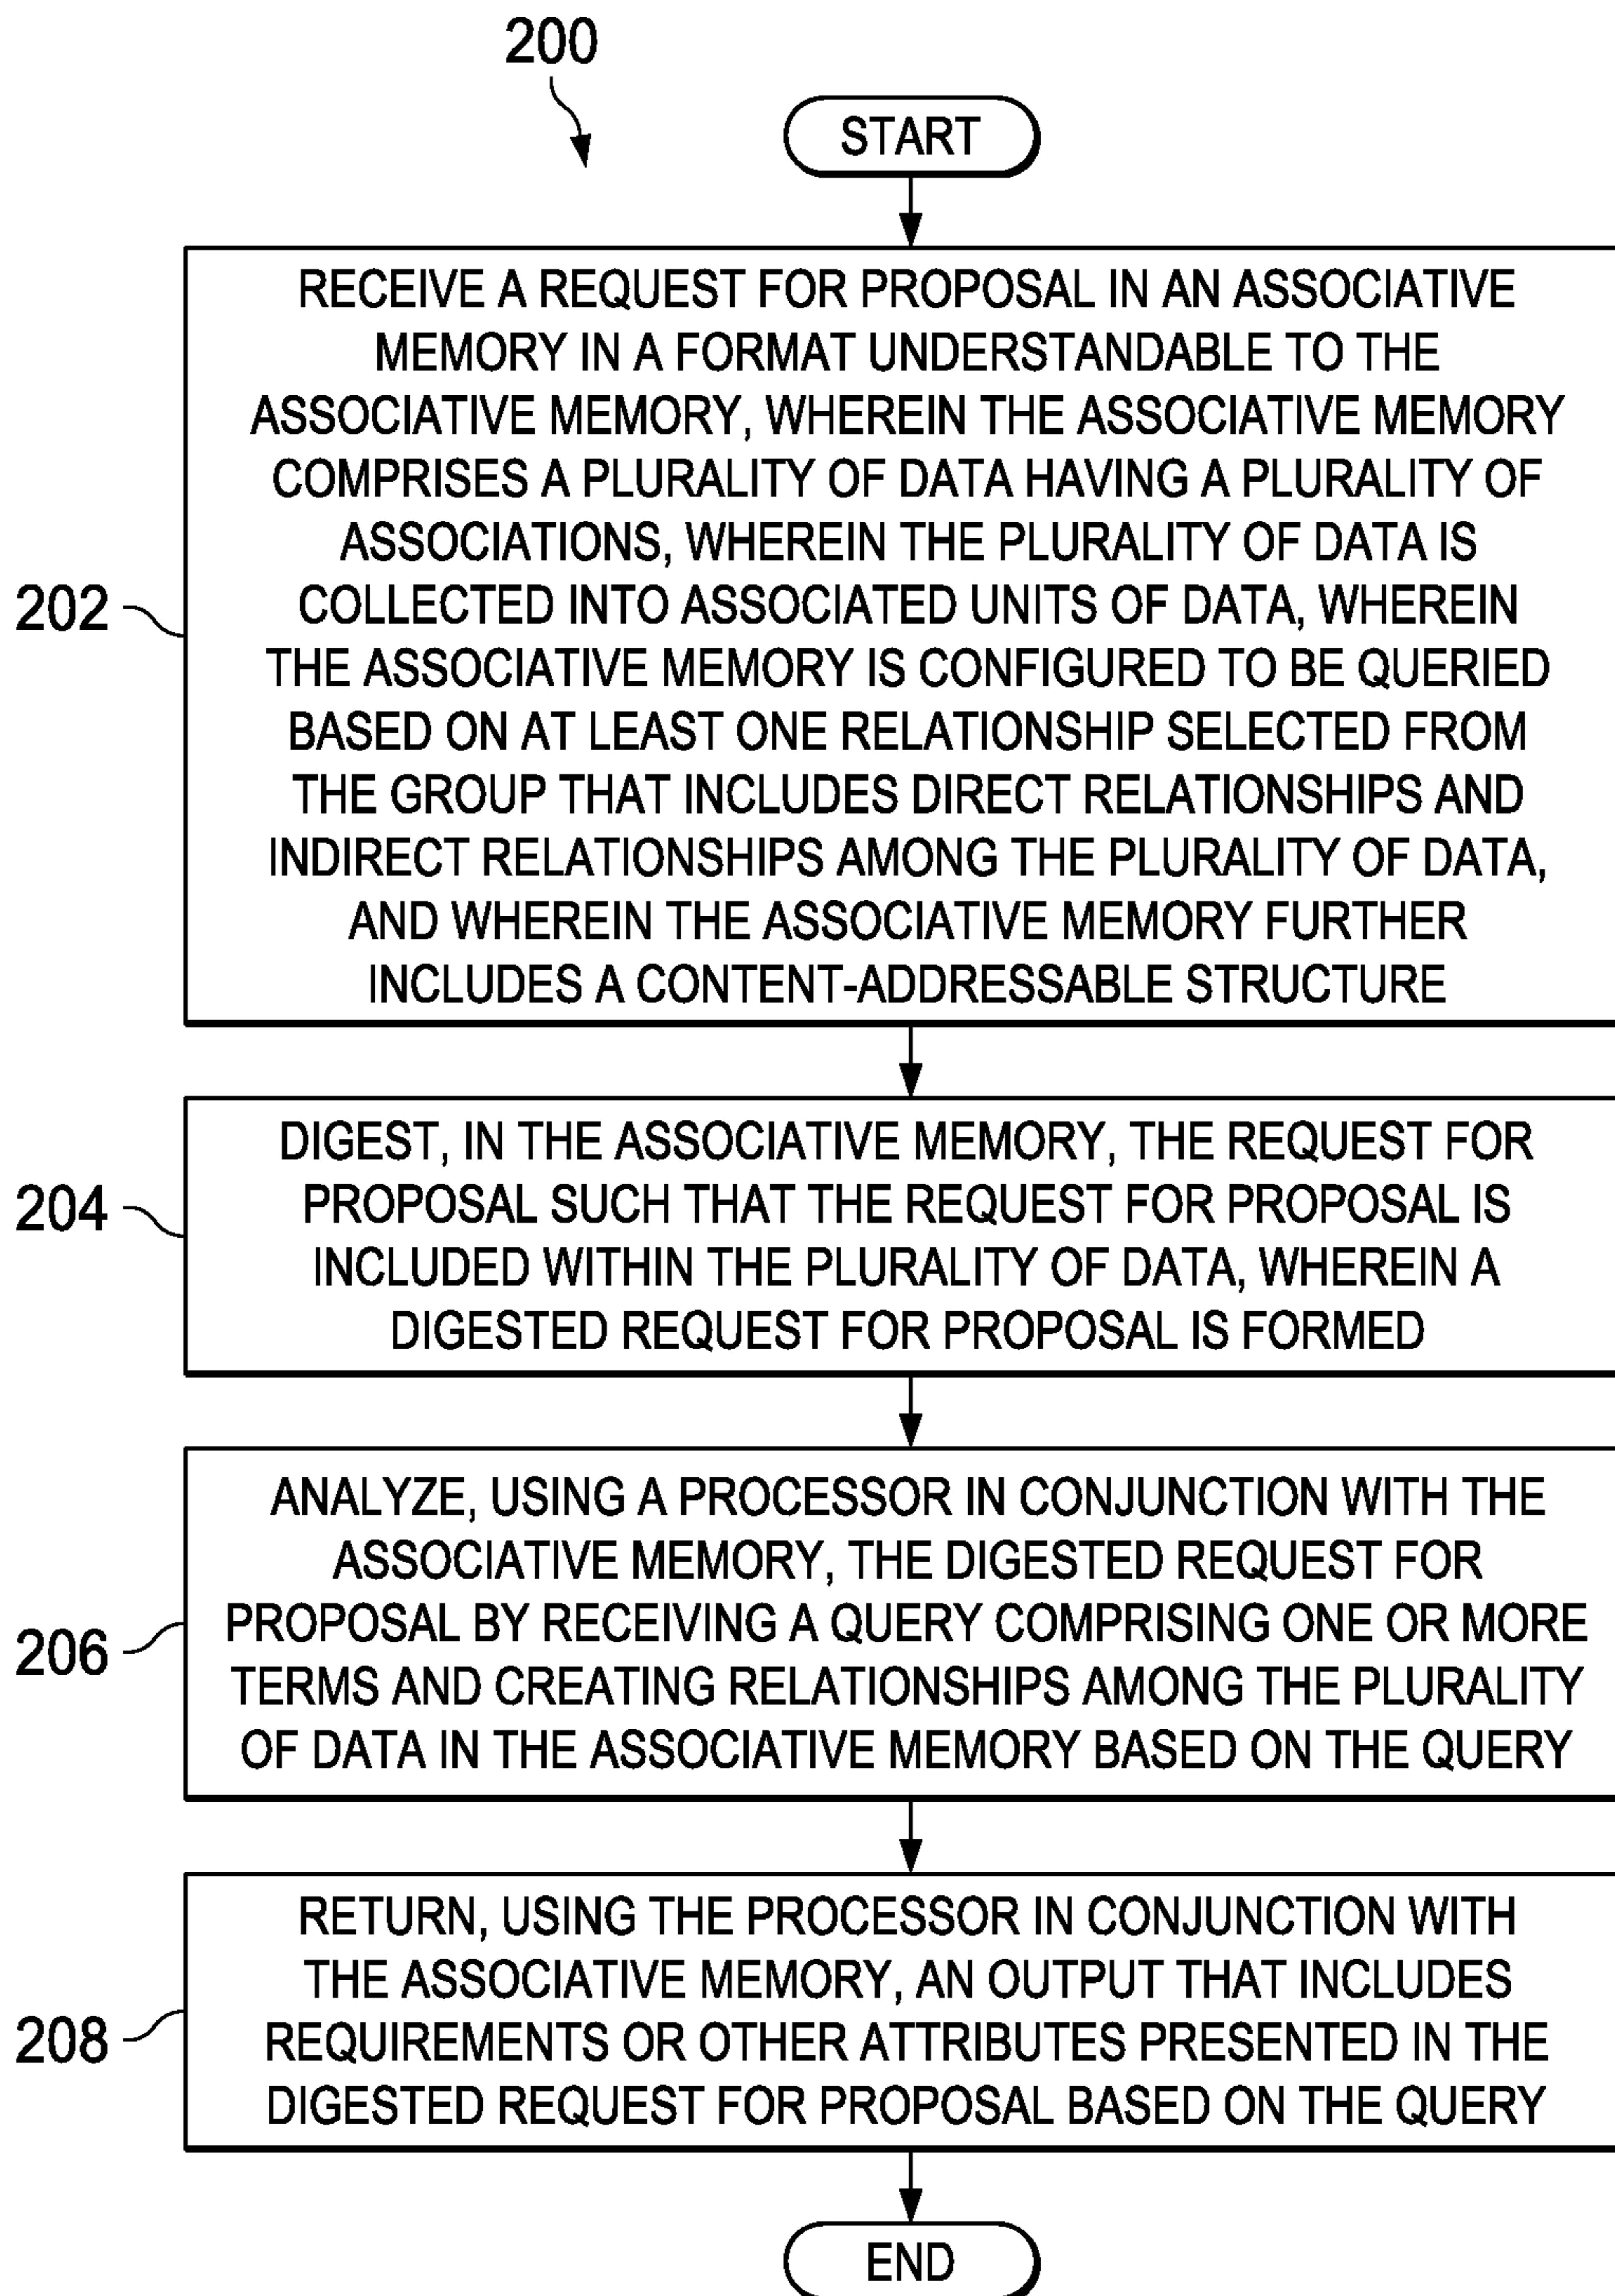 200
START
RECEIVE A REQUEST FOR PROPOSAL IN AN ASSOCIATIVE
MEMORY IN A FORMAT UNDERSTANDABLE TO THE
ASSOCIATIVE MEMORY, WHEREIN THE ASSOCIATIVE MEMORY
COMPRISES A PLURALITY OF DATA HAVING A PLURALITY OF
ASSOCIATIONS, WHEREIN THE PLURALITY OF DATA IS
202
COLLECTED INTO ASSOCIATED UNITS OF DATA, WHEREIN
THE ASSOCIATIVE MEMORY IS CONFIGURED TO BE QUERIED
BASED ON AT LEAST ONE RELATIONSHIP SELECTED FROM
THE GROUP THAT INCLUDES DIRECT RELATIONSHIPS AND
INDIRECT RELATIONSHIPS AMONG THE PLURALITY OF DATA,
AND WHEREIN THE ASSOCIATIVE MEMORY FURTHER
INCLUDES A CONTENT-ADDRESSABLE STRUCTURE
DIGEST, IN THE ASSOCIATIVE MEMORY, THE REQUEST FOR
204
PROPOSAL SUCH THAT THE REQUEST FOR PROPOSAL IS
INCLUDED WITHIN THE PLURALITY OF DATA, WHEREIN A
DIGESTED REQUEST FOR PROPOSAL IS FORMED
ANALYZE, USING A PROCESSOR IN CONJUNCTION WITH THE
ASSOCIATIVE MEMORY, THE DIGESTED REQUEST FOR
206
PROPOSAL BY RECEIVING A QUERY COMPRISING ONE OR MORE
TERMS AND CREATING RELATIONSHIPS AMONG THE PLURALITY
OF DATA IN THE ASSOCIATIVE MEMORY BASED ON THE QUERY
RETURN, USING THE PROCESSOR IN CONJUNCTION WITH
THE ASSOCIATIVE MEMORY, AN OUTPUT THAT INCLUDES
208
REQUIREMENTS OR OTHER ATTRIBUTES PRESENTED IN THE
DIGESTED REQUEST FOR PROPOSAL BASED ON THE QUERY
END